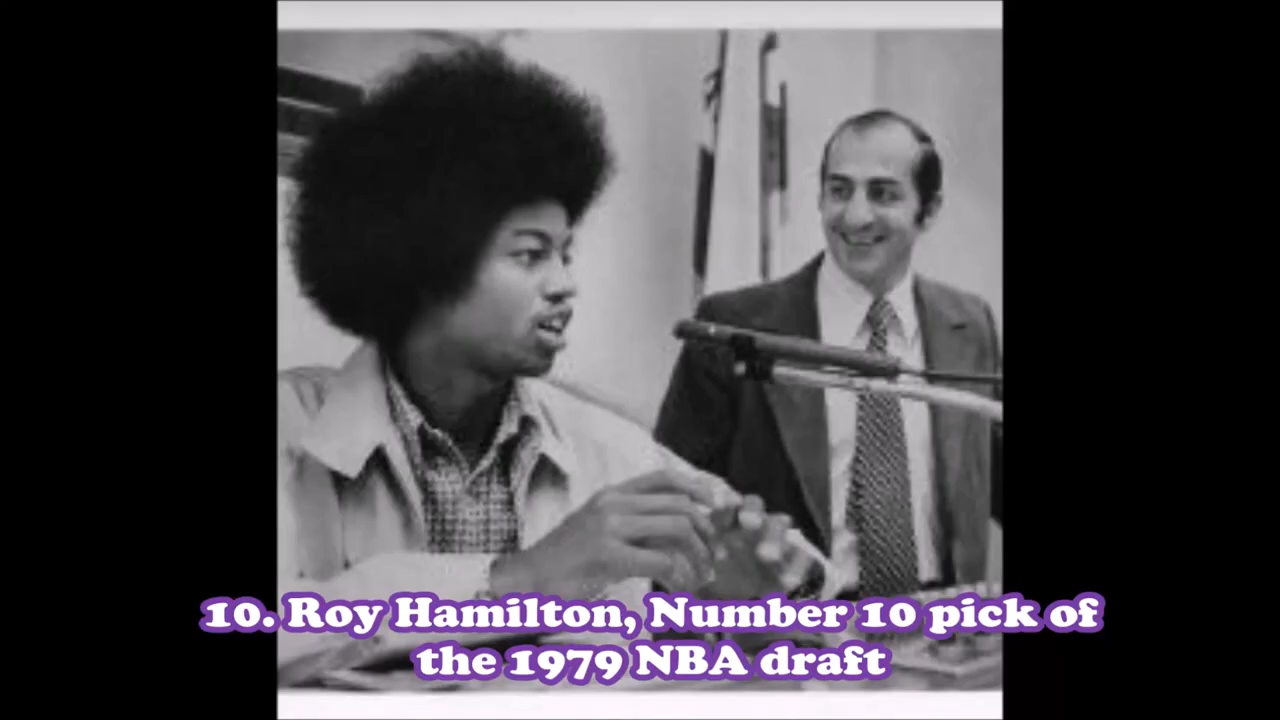 10. Roy Hamilton, Number 10 pick of
the 1979 NBA draft